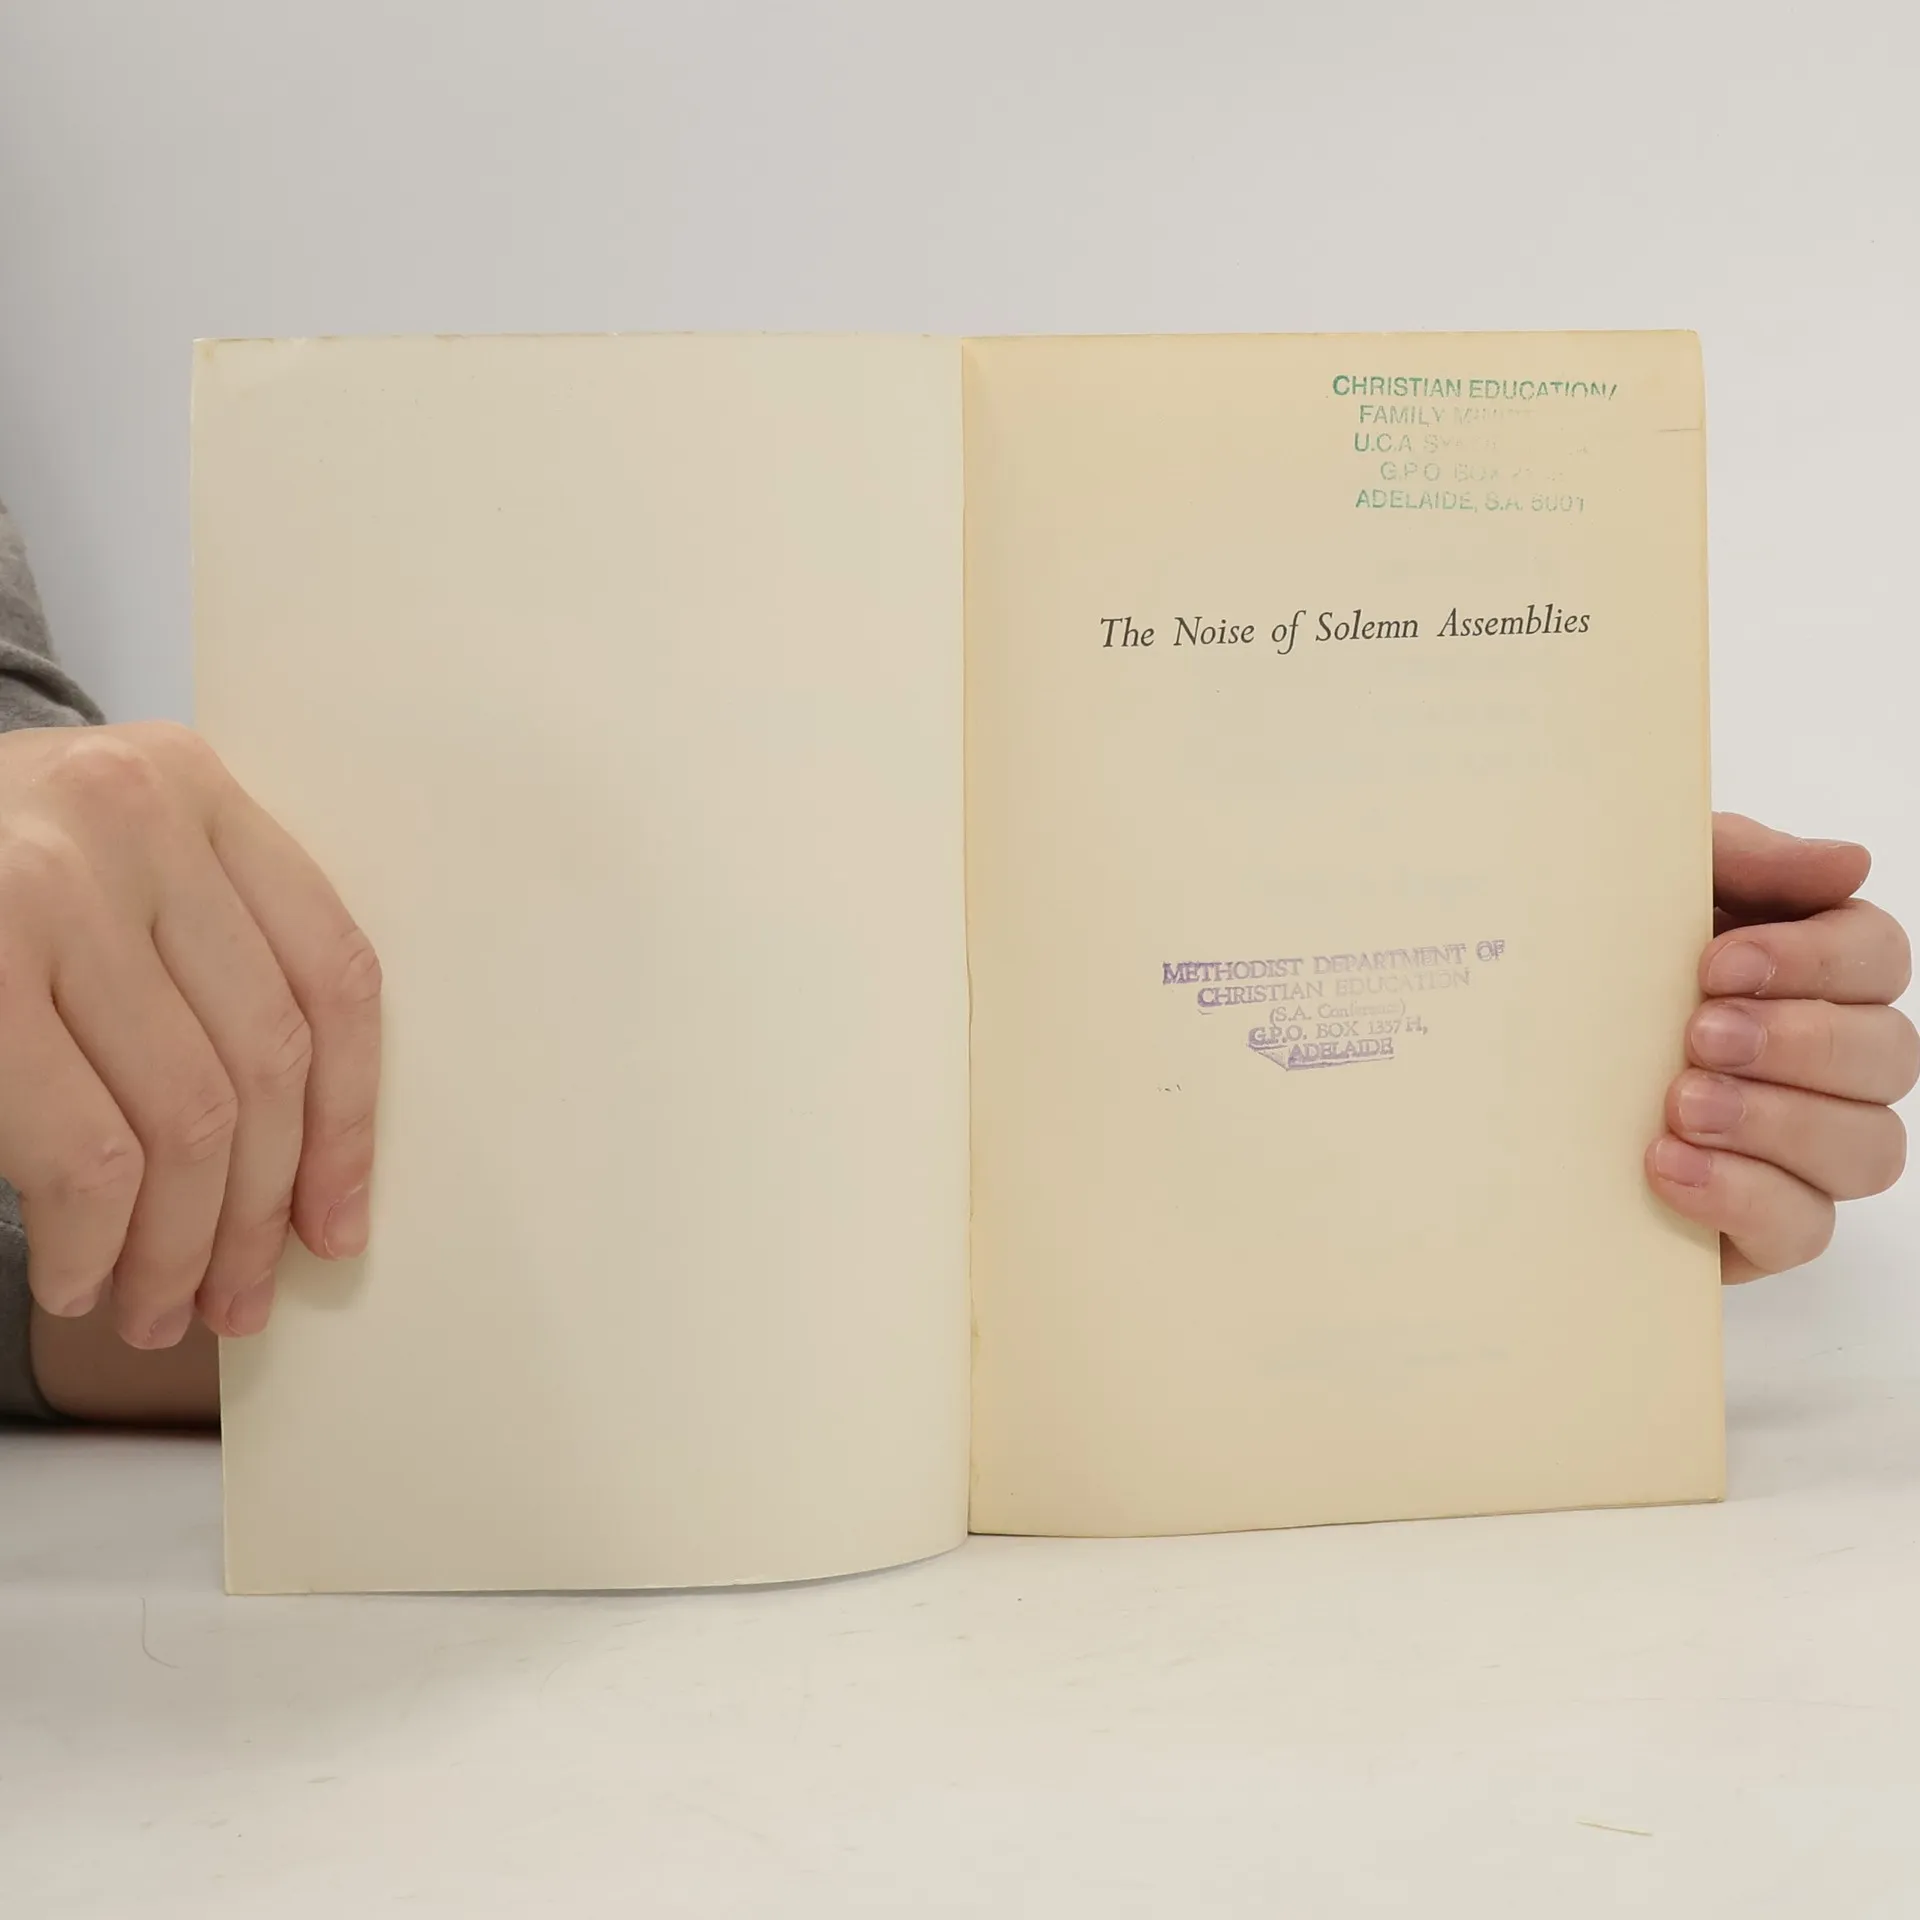 CHRISTIAN EDUCATION/
FAMILY
U.C.A.
G.P.O. BOX
ADELAIDE, S.A. 5001
The Noise of Solemn Assemblies
METHODIST DEPARTMENT OF
CHRISTIAN EDUCATION
(S.A. Conference)
G.P.O. BOX 1357 H,
ADELAIDE